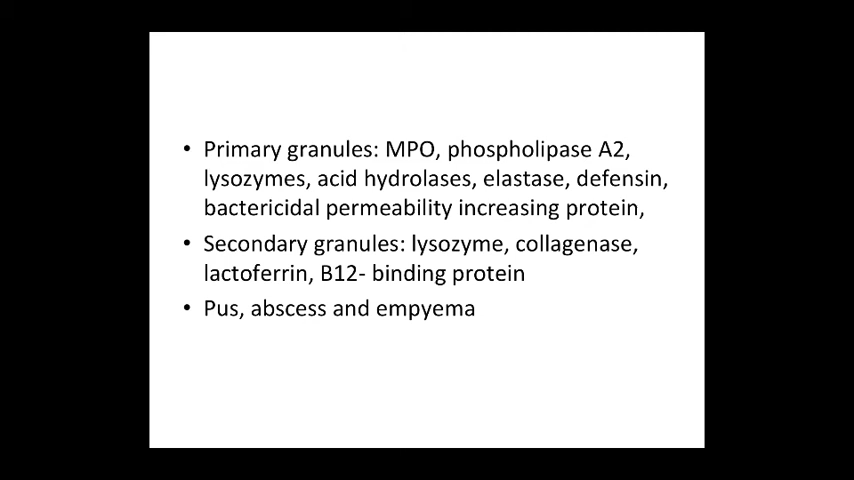 • Primary granules: MPO, phospholipase A2,
lysozymes, acid hydrolases, elastase, defensin,
bactericidal permeability increasing protein,
• Secondary granules: lysozyme, collagenase,
lactoferrin, B12- binding protein
• Pus, abscess and empyema